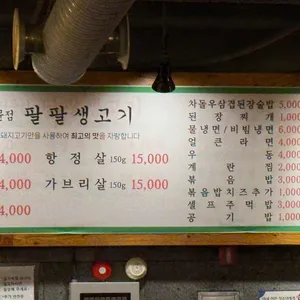 점 팔팔생고기
돼지고기만을 사용하여 최고의 맛을 자랑합니다
4,000 항정살 150g 15,000
4,000 가브리살 150g 15,000
4,000
차돌우삼겹된장술밥 5,000
된장찌개 1,000
물냉면/비빔냉면 6,000
얼큰라면 4,000
우동 4,000
계란찜 2,000
볶음밥 3,000
볶음밥치즈추가 1,000
셀프주먹밥 3,000
공기밥 1,000